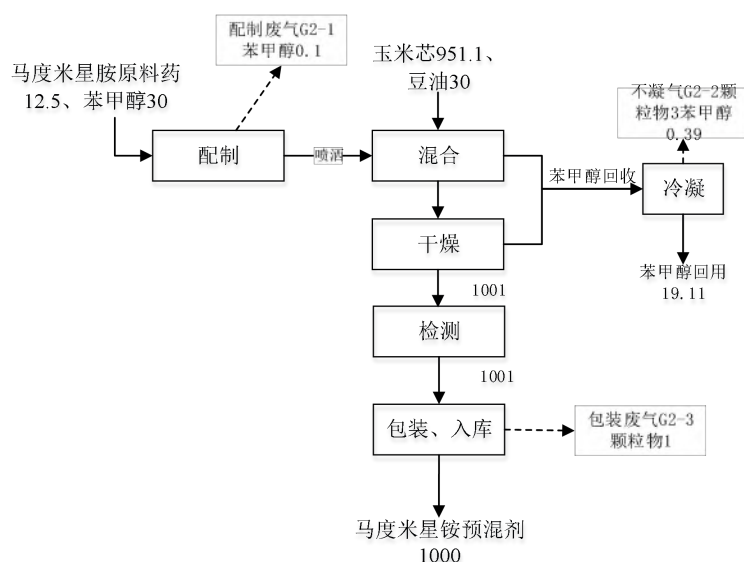 配制废气G2-1
苯甲醇0.1
马度米星胺原料药
12.5、苯甲醇30
玉米芯951.1、
豆油30
不凝气G2-2颗
粒物3苯甲醇
0.39
配制
喷洒
混合
苯甲醇回收
冷凝
干燥
苯甲醇回用
19.11
1001
检测
1001
包装、入库
包装废气G2-3
颗粒物1
马度米星铵预混剂
1000